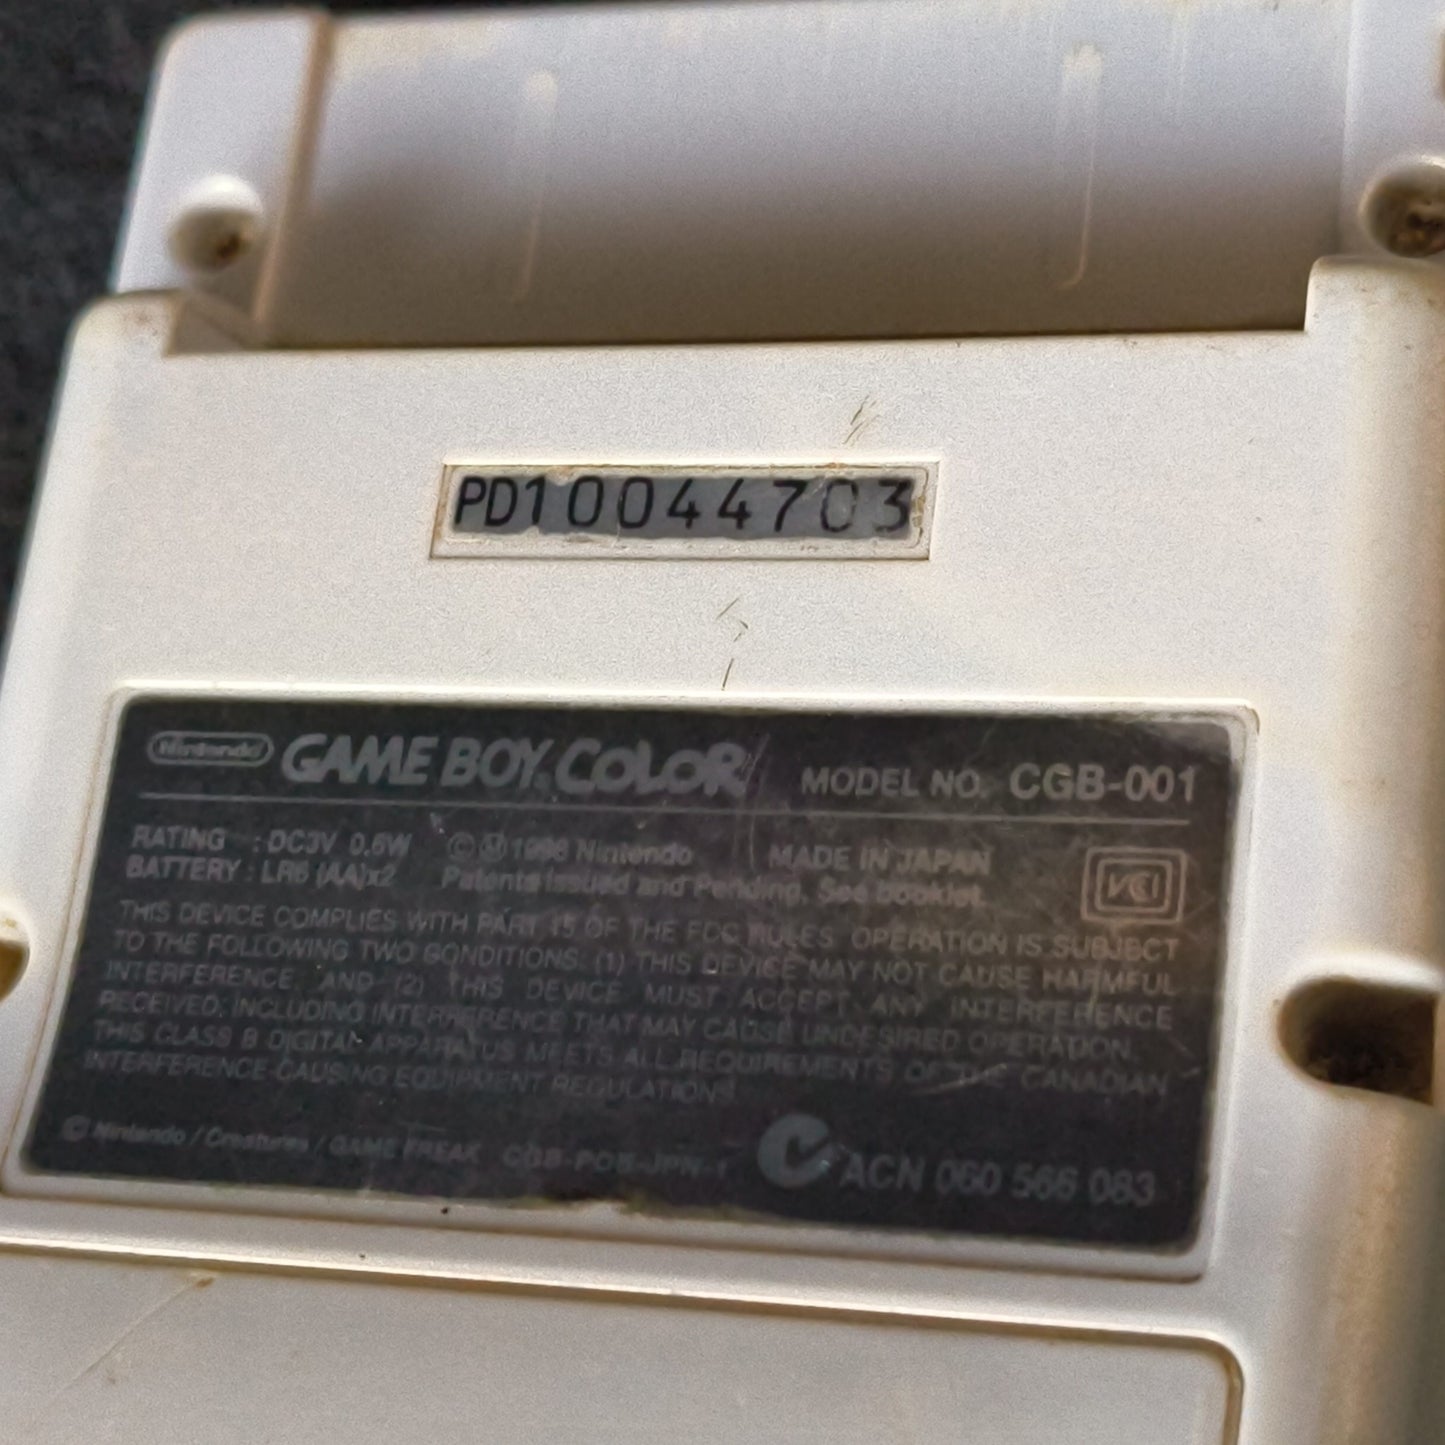 PD10044703
Nintendo GAME BOY COLOR MODEL NO. CGB-001
RATING : DC3V 0.6W © Ⓜ 1998 Nintendo MADE IN JAPAN
BATTERY : LR6 (AA)x2 Patents Issued and Pending. See booklet. VCI
THIS DEVICE COMPLIES WITH PART 15 OF THE FCC RULES. OPERATION IS SUBJECT
TO THE FOLLOWING TWO CONDITIONS: (1) THIS DEVICE MAY NOT CAUSE HARMFUL
INTERFERENCE, AND (2) THIS DEVICE MUST ACCEPT ANY INTERFERENCE
RECEIVED, INCLUDING INTERFERENCE THAT MAY CAUSE UNDESIRED OPERATION.
THIS CLASS B DIGITAL APPARATUS MEETS ALL REQUIREMENTS OF THE CANADIAN
INTERFERENCE-CAUSING EQUIPMENT REGULATIONS.
© Nintendo / Creatures / GAME FREAK ACN 060 566 083